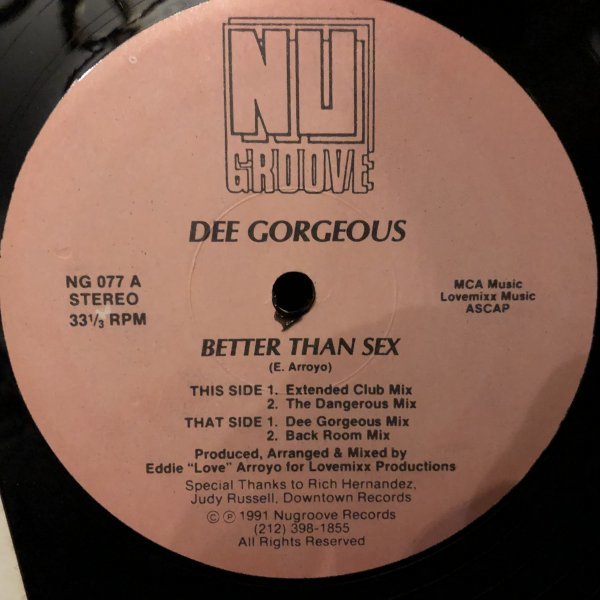 NU
GROOVE
DEE GORGEOUS
NG 077 A
STEREO
33 1/3 RPM
MCA Music
Lovemixx Music
ASCAP
BETTER THAN SEX
(E. Arroyo)
THIS SIDE 1. Extended Club Mix
2. The Dangerous Mix
THAT SIDE 1. Dee Gorgeous Mix
2. Back Room Mix
Produced, Arranged & Mixed by
Eddie "Love" Arroyo for Lovemixx Productions
Special Thanks to Rich Hernandez,
Judy Russell, Downtown Records
© ℗ 1991 Nugroove Records
(212) 398-1855
All Rights Reserved